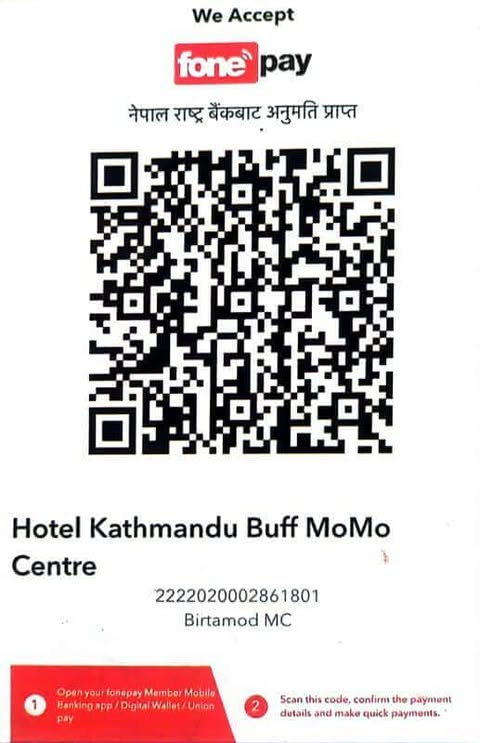 We Accept
fonepay
नेपाल राष्ट्र बैंकबाट अनुमति प्राप्त
Hotel Kathmandu Buff MoMo
Centre
2222020002861801
Birtamod MC
1
Open your fonepay Member Mobile
Banking app / Digital Wallet / Union
pay
2
Scan this code, confirm the payment
details and make quick payments.